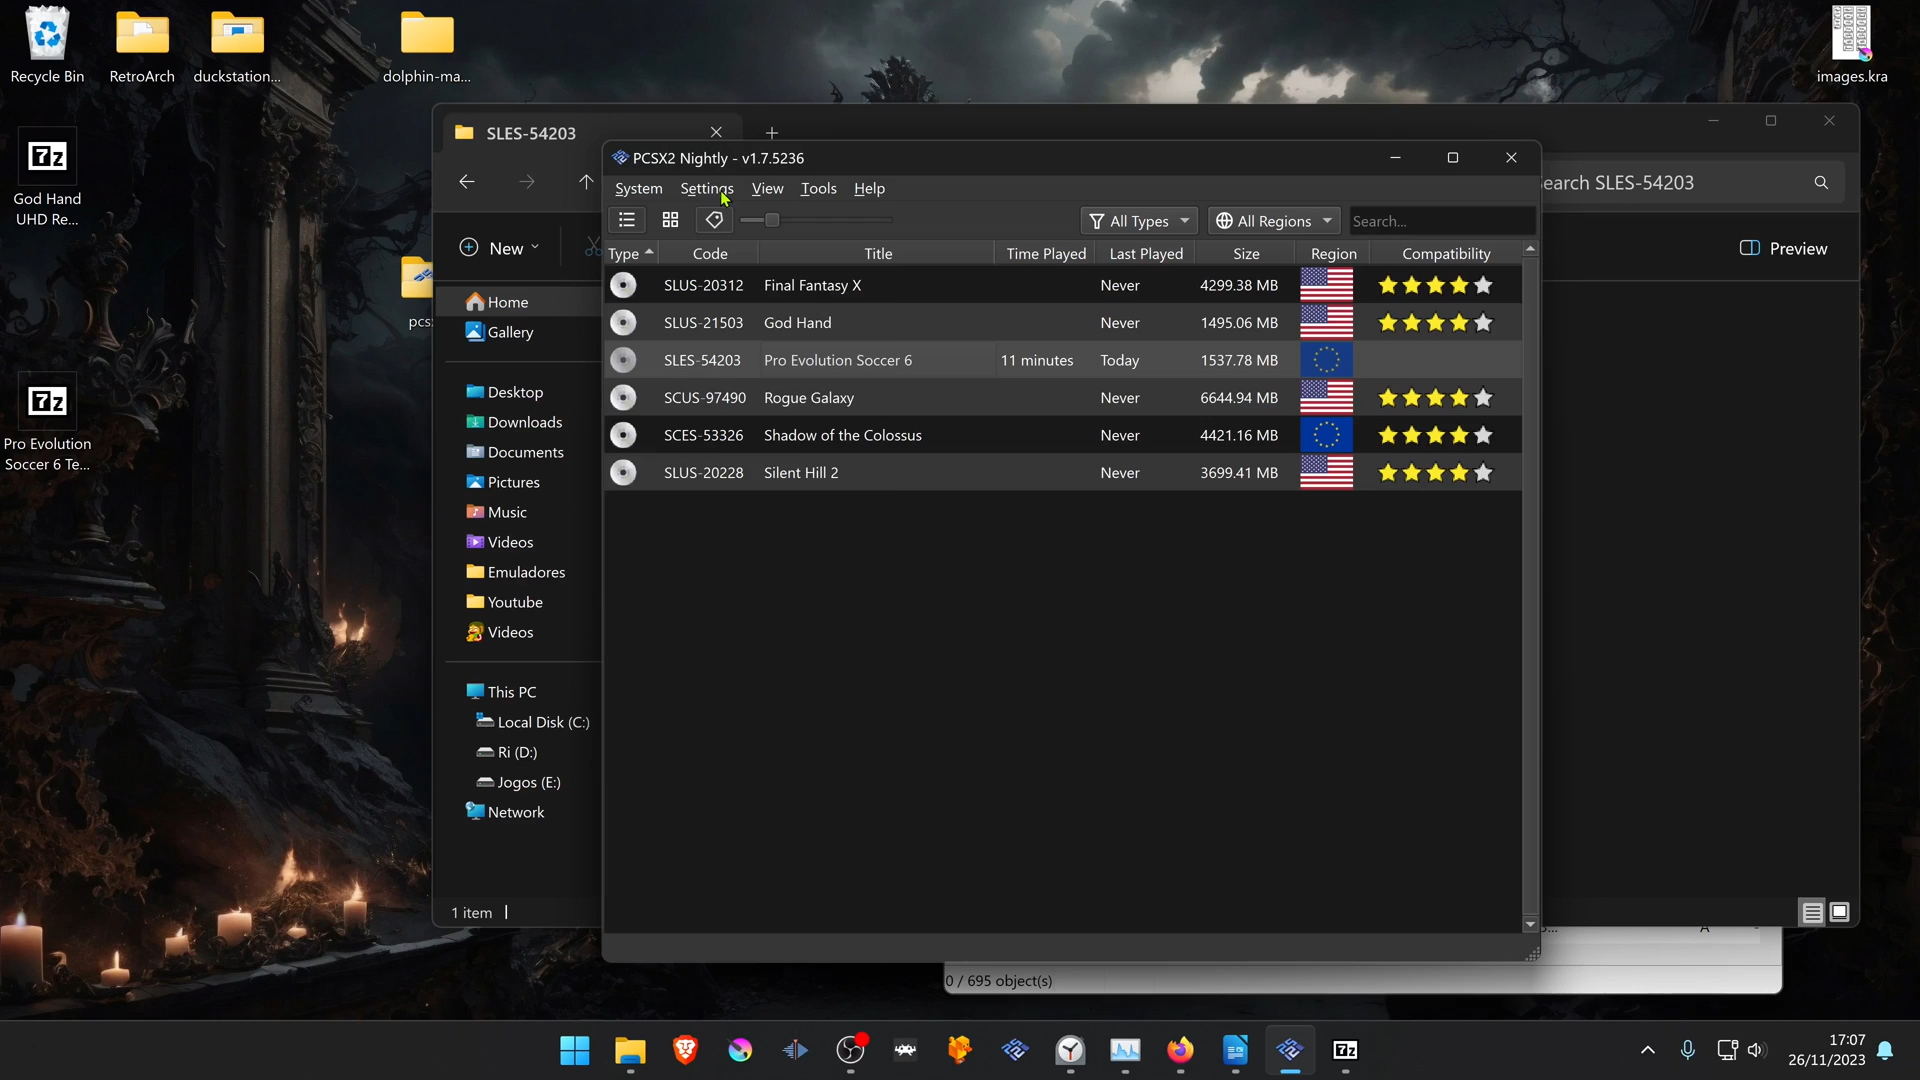 Recycle Bin
RetroArch
duckstation...
dolphin-ma...
images.kra
God Hand
UHD Re...
Pro Evolution
Soccer 6 Te...
SLES-54203
Search SLES-54203
New
Preview
Home
Gallery
Desktop
Downloads
Documents
Pictures
Music
Videos
Emuladores
Youtube
Videos
This PC
Local Disk (C:)
Ri (D:)
Jogos (E:)
Network
1 item
PCSX2 Nightly - v1.7.5236
System Settings View Tools Help
All Types All Regions Search...
Type Code Title Time Played Last Played Size Region Compatibility
SLUS-20312 Final Fantasy X Never 4299.38 MB
SLUS-21503 God Hand Never 1495.06 MB
SLES-54203 Pro Evolution Soccer 6 11 minutes Today 1537.78 MB
SCUS-97490 Rogue Galaxy Never 6644.94 MB
SCES-53326 Shadow of the Colossus Never 4421.16 MB
SLUS-20228 Silent Hill 2 Never 3699.41 MB
0 / 695 object(s)
7z
7z
7z
17:07
26/11/2023